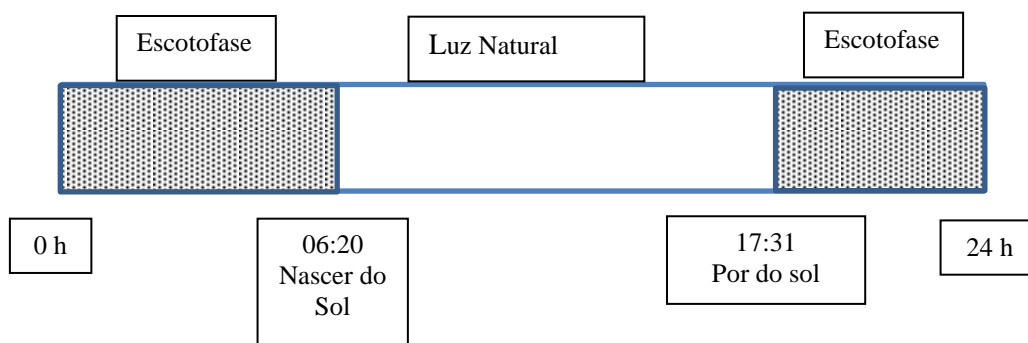 Escotofase
Luz Natural
Escotofase
0 h
06:20
Nascer do
Sol
17:31
Por do sol
24 h